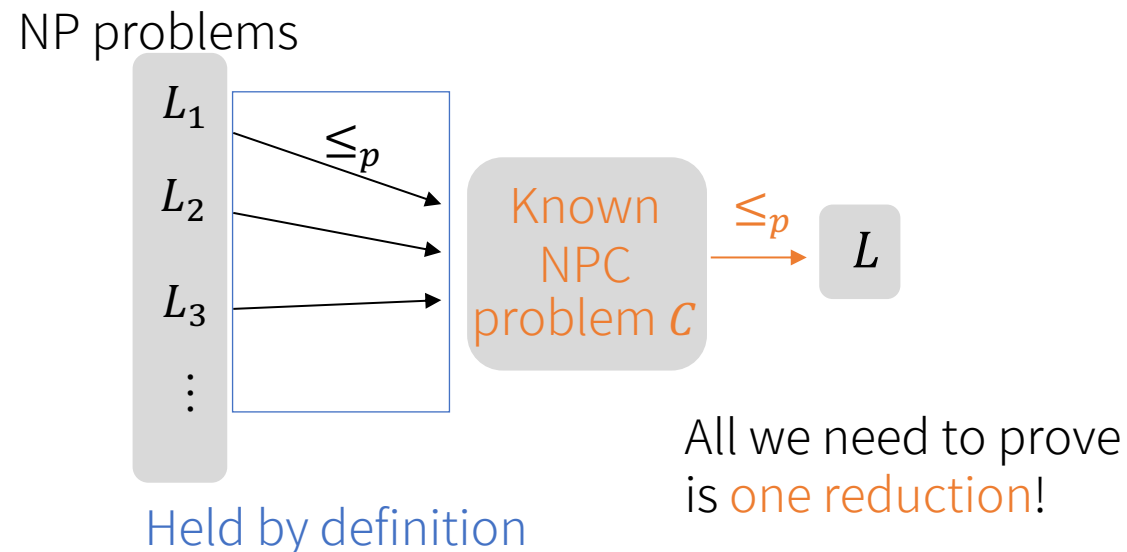 NP problems
L₁
≤ₚ
L₂
L₃
⋮
Known
NPC
problem C
≤ₚ
L
All we need to prove
is one reduction!
Held by definition